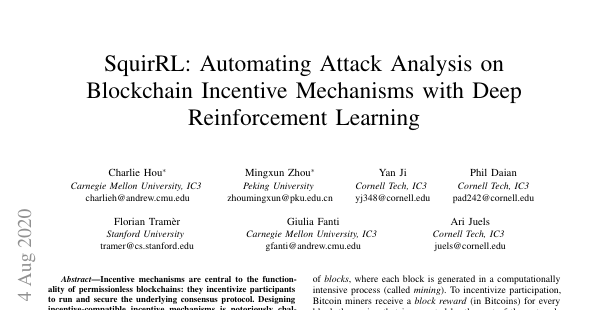 SquirRL: Automating Attack Analysis on
Blockchain Incentive Mechanisms with Deep
Reinforcement Learning
Charlie Hou*
Carnegie Mellon University, IC3
charlieh@andrew.cmu.edu
Mingxun Zhou*
Peking University
zhoumingxun@pku.edu.cn
Yan Ji
Cornell Tech, IC3
yj348@cornell.edu
Phil Daian
Cornell Tech, IC3
pad242@cornell.edu
Florian Tramèr
Stanford University
tramer@cs.stanford.edu
Giulia Fanti
Carnegie Mellon University, IC3
gfanti@andrew.cmu.edu
Ari Juels
Cornell Tech, IC3
juels@cornell.edu
4 Aug 2020
Abstract—Incentive mechanisms are central to the function-
ality of permissionless blockchains: they incentivize participants
to run and secure the underlying consensus protocol. Designing
incentive-compatible incentive mechanisms is notoriously chal-
of blocks, where each block is generated in a computationally
intensive process (called mining). To incentivize participation,
Bitcoin miners receive a block reward (in Bitcoins) for every